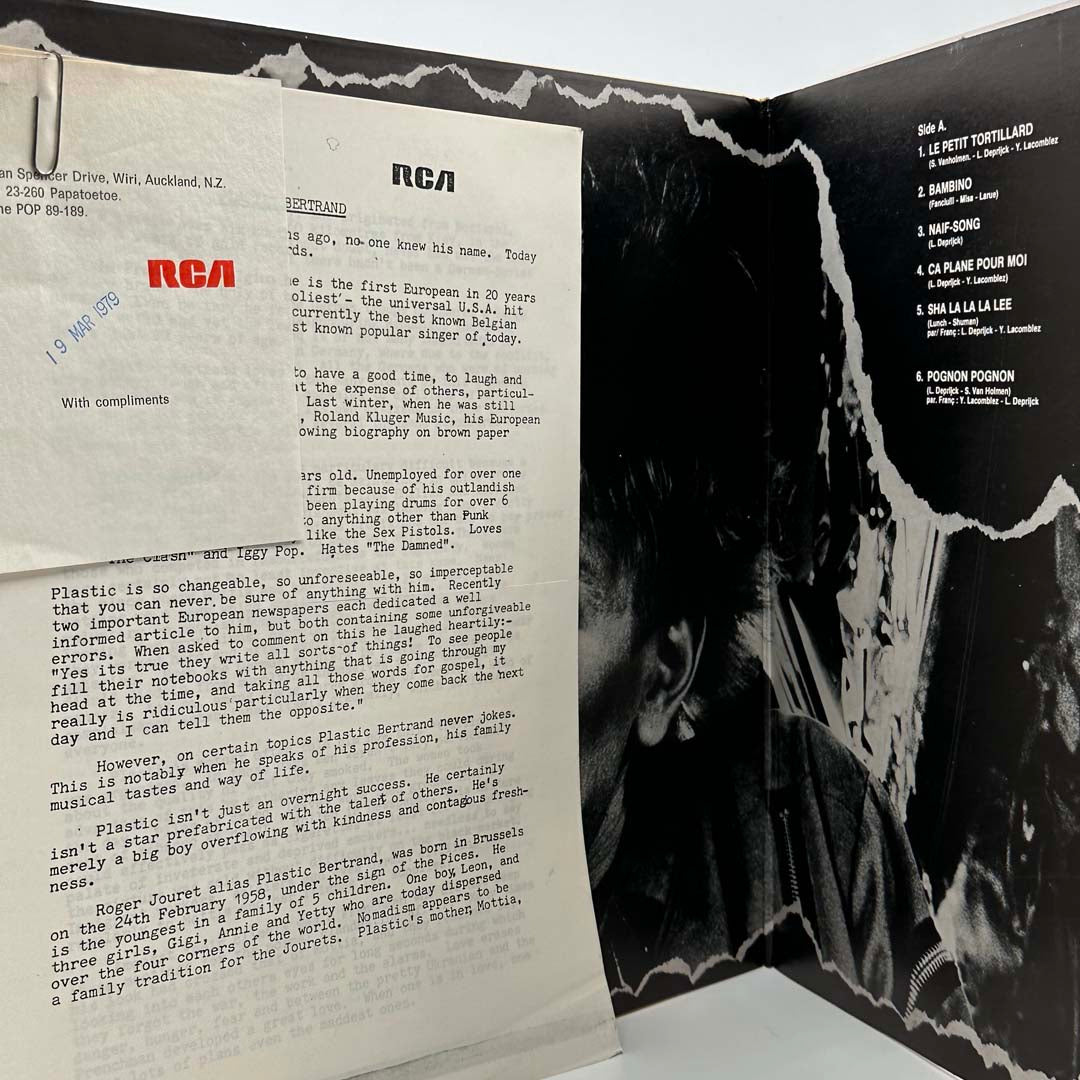 an Spencer Drive, Wiri, Auckland, N.Z.
23-260 Papatoetoe.
ne POP 89-189.
RCA
19 MAR 1979
With compliments
RCA
BERTRAND
ns ago, no-one knew his name. Today
rds.
e is the first European in 20 years
oliest' - the universal U.S.A. hit
currently the best known Belgian
st known popular singer of today.
to have a good time, to laugh and
at the expense of others, particul-
Last winter, when he was still
, Roland Kluger Music, his European
owing biography on brown paper
ars old. Unemployed for over one
firm because of his outlandish
been playing drums for over 6
to anything other than Punk
like the Sex Pistols. Loves
The Clash" and Iggy Pop. Hates "The Damned".
Plastic is so changeable, so unforeseeable, so imperceptable
that you can never be sure of anything with him. Recently
two important European newspapers each dedicated a well
informed article to him, but both containing some unforgiveable
errors. When asked to comment on this he laughed heartily:-
"Yes its true they write all sorts of things! To see people
fill their notebooks with anything that is going through my
head at the time, and taking all those words for gospel, it
really is ridiculous particularly when they come back the next
day and I can tell them the opposite."
However, on certain topics Plastic Bertrand never jokes.
This is notably when he speaks of his profession, his family
musical tastes and way of life.
Plastic isn't just an overnight success. He certainly
isn't a star prefabricated with the talent of others. He's
merely a big boy overflowing with kindness and contagous fresh-
ness.
Roger Jouret alias Plastic Bertrand, was born in Brussels
on the 24th February 1958, under the sign of the Pices. He
is the youngest in a family of 5 children. One boy, Leon, and
three girls, Gigi, Annie and Yetty who are today dispersed
over the four corners of the world. Nomadism appears to be
a family tradition for the Jourets. Plastic's mother, Mottia,
Side A.
1. LE PETIT TORTILLARD
(S. Vanholmen. - L. Deprijck - Y. Lacomblez
2. BAMBINO
(Fanciulli - Misa - Larue)
3. NAIF-SONG
(L. Deprijck)
4. CA PLANE POUR MOI
(L. Deprijck - Y. Lacomblez)
5. SHA LA LA LA LEE
(Lunch - Shuman)
par/ Franç : L. Deprijck - Y. Lacomblez
6. POGNON POGNON
(L. Deprijck - S. Van Holmen)
par. Franç : Y. Lacomblez - L. Deprijck